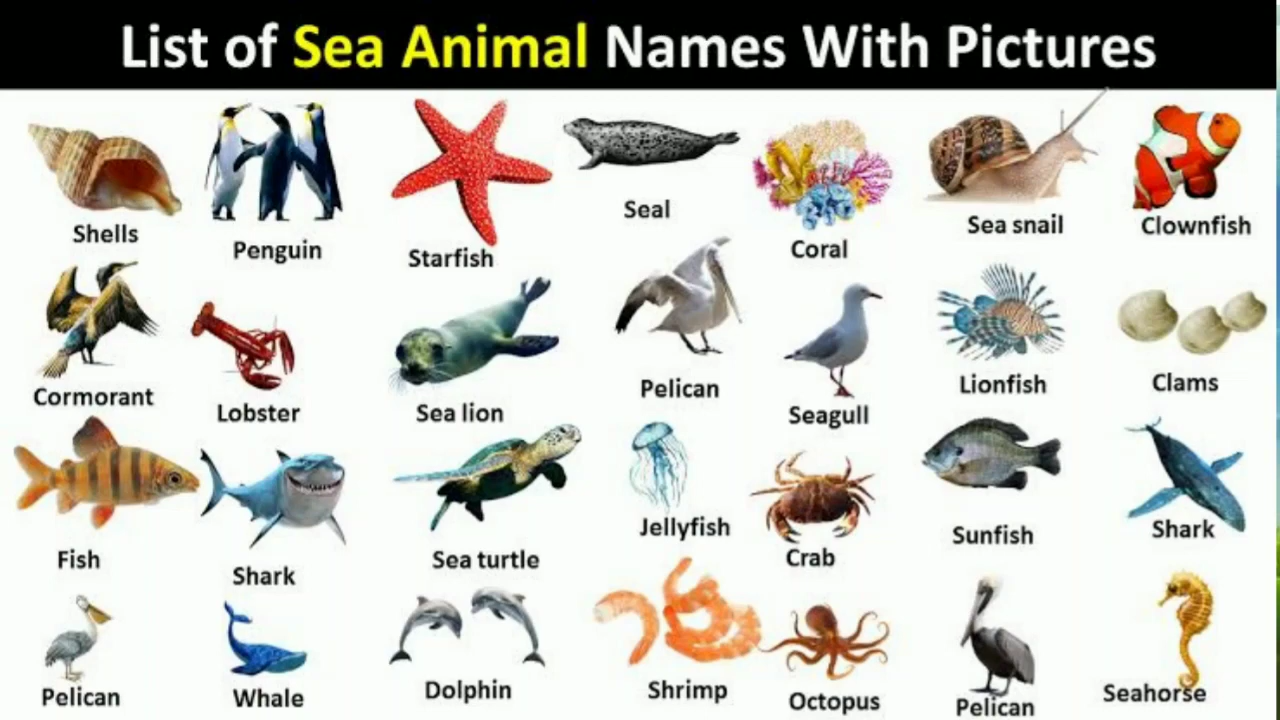 List of Sea Animal Names With Pictures
Shells
Penguin
Starfish
Seal
Coral
Sea snail
Clownfish
Cormorant
Lobster
Sea lion
Pelican
Seagull
Lionfish
Clams
Fish
Shark
Sea turtle
Jellyfish
Crab
Sunfish
Shark
Pelican
Whale
Dolphin
Shrimp
Octopus
Pelican
Seahorse